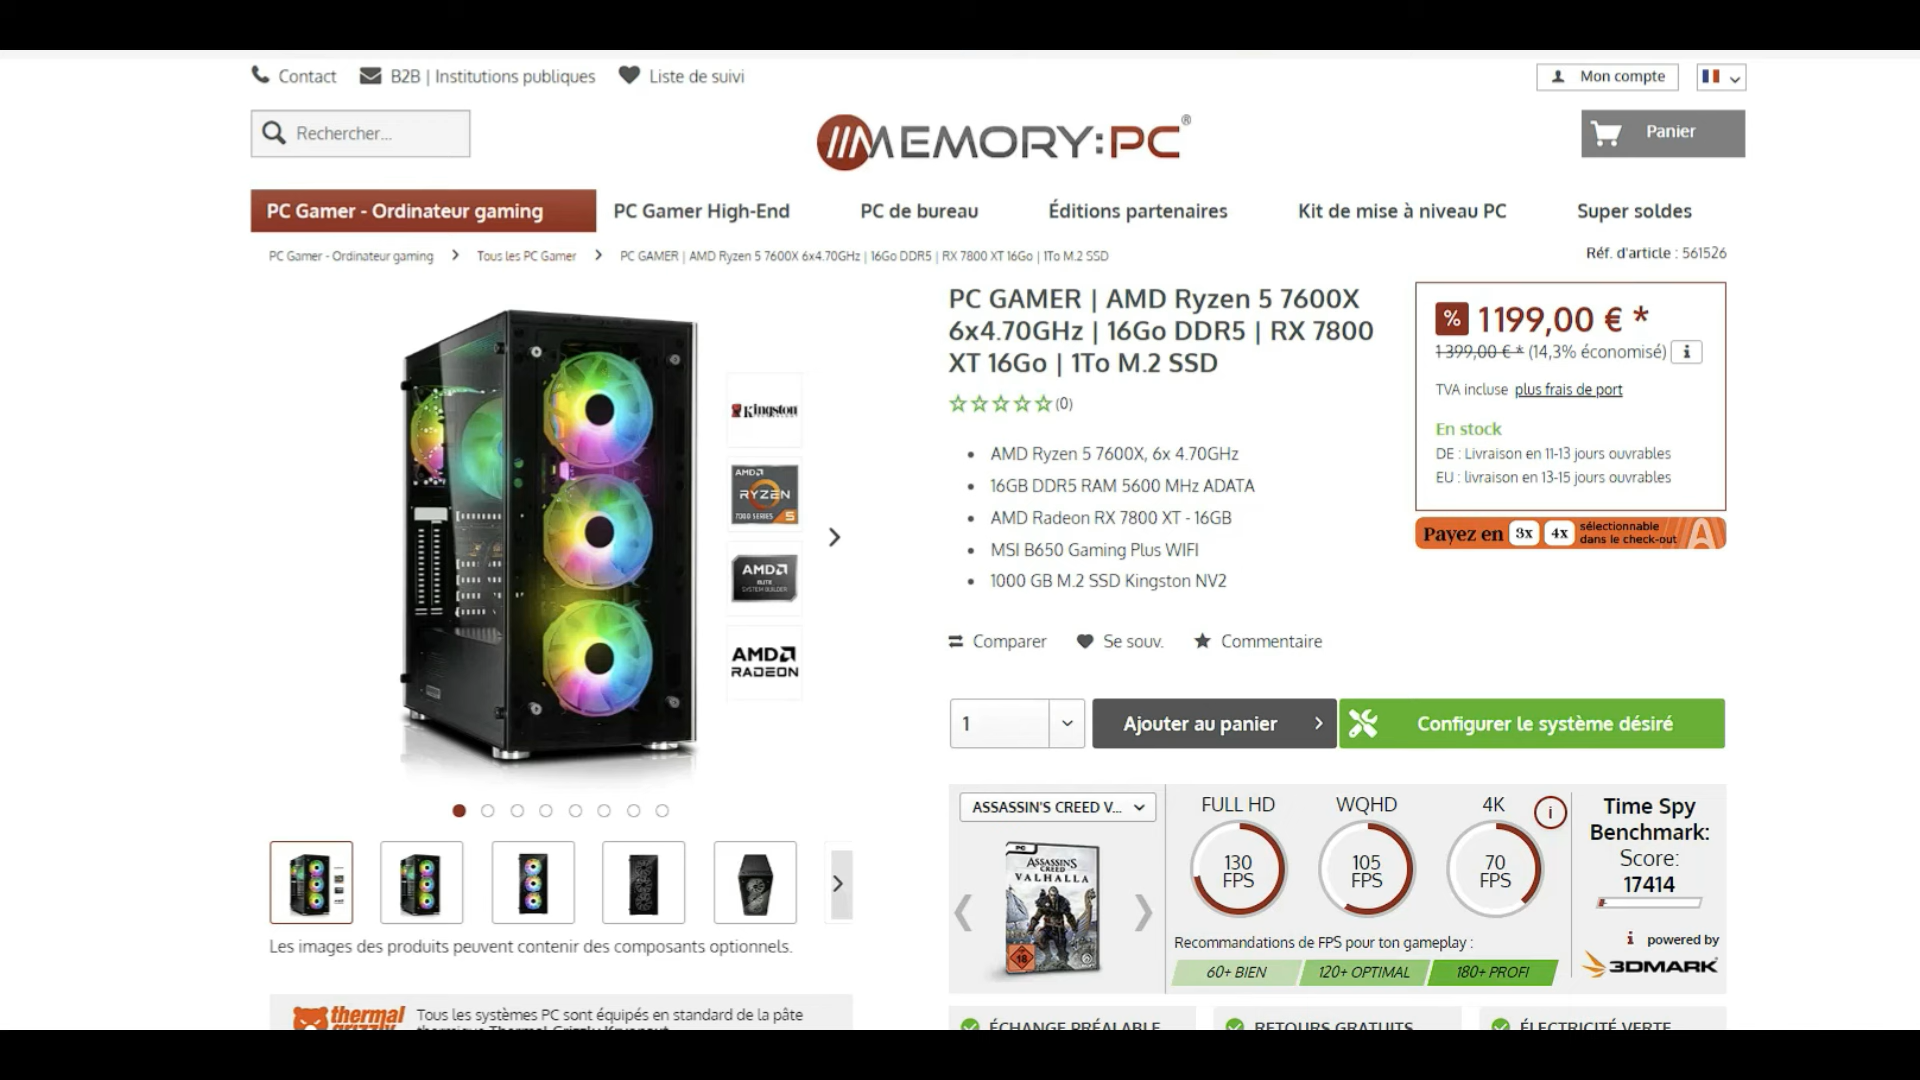 Contact
B2B | Institutions publiques
Liste de suivi
Mon compte
Rechercher...
MEMORY:PC®
Panier
PC Gamer - Ordinateur gaming
PC Gamer High-End
PC de bureau
Éditions partenaires
Kit de mise à niveau PC
Super soldes
PC Gamer - Ordinateur gaming > Tous les PC Gamer > PC GAMER | AMD Ryzen 5 7600X 6x4.70GHz | 16Go DDR5 | RX 7800 XT 16Go | 1To M.2 SSD
Réf. d'article : 561526
PC GAMER | AMD Ryzen 5 7600X
6x4.70GHz | 16Go DDR5 | RX 7800
XT 16Go | 1To M.2 SSD
(0)
% 1199,00 € *
1 399,00 € * (14,3% économisé) i
TVA incluse plus frais de port
En stock
DE : Livraison en 11-13 jours ouvrables
EU : livraison en 13-15 jours ouvrables
Payez en 3x 4x sélectionnable
dans le check-out
Kingston
AMD
RYZEN
7000 SERIES 5
AMD
ELITE
SYSTEM BUILDER
AMD
RADEON
• AMD Ryzen 5 7600X, 6x 4.70GHz
• 16GB DDR5 RAM 5600 MHz ADATA
• AMD Radeon RX 7800 XT - 16GB
• MSI B650 Gaming Plus WIFI
• 1000 GB M.2 SSD Kingston NV2
Comparer
Se souv.
Commentaire
1
Ajouter au panier
Configurer le système désiré
ASSASSIN'S CREED V...
PC
ASSASSIN'S
CREED
VALHALLA
18
FULL HD
130
FPS
WQHD
105
FPS
4K
70
FPS
i
Recommandations de FPS pour ton gameplay :
60+ BIEN
120+ OPTIMAL
180+ PROFI
Time Spy
Benchmark:
Score:
17414
i powered by
3DMARK
Les images des produits peuvent contenir des composants optionnels.
thermal
grizzly
Tous les systèmes PC sont équipés en standard de la pâte
thermique Thermal Grizzly Kryonaut
ÉCHANGE PRÉALABLE
RETOURS GRATUITS
ÉLECTRICITÉ VERTE